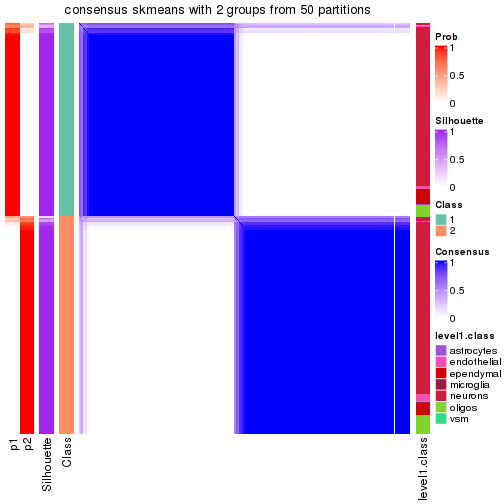 consensus skmeans with 2 groups from 50 partitions
Prob
1
0.5
0
Silhouette
1
0.5
0
Class
1
2
Consensus
1
0.5
0
level1.class
astrocytes
endothelial
ependymal
microglia
neurons
oligos
vsm
p1
p2
Silhouette
Class
level1.class